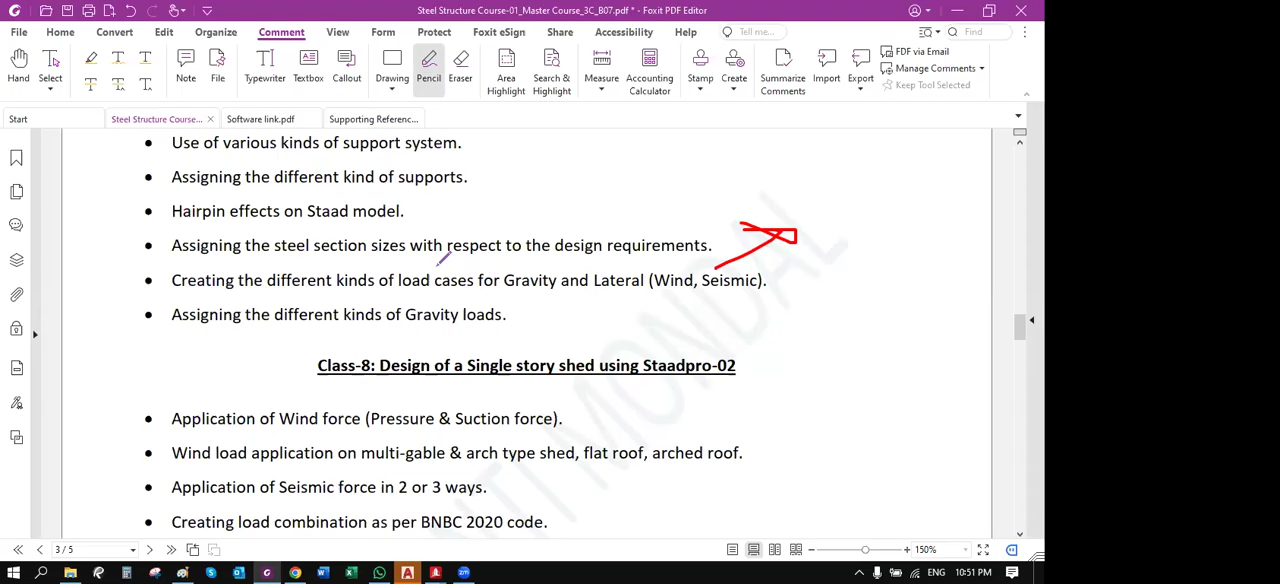 Steel Structure Course-01_Master Course_3C_B07.pdf * - Foxit PDF Editor
File Home Convert Edit Organize Comment View Form Protect Foxit eSign Share Accessibility Help Tell me... Find
Hand Select Note File Typewriter Textbox Callout Drawing Pencil Eraser Area Highlight Search & Highlight Measure Accounting Calculator Stamp Create Summarize Comments Import Export
FDF via Email
Manage Comments
Keep Tool Selected
Start Steel Structure Course... Software link.pdf Supporting Referenc...
• Use of various kinds of support system.
• Assigning the different kind of supports.
• Hairpin effects on Staad model.
• Assigning the steel section sizes with respect to the design requirements.
• Creating the different kinds of load cases for Gravity and Lateral (Wind, Seismic).
• Assigning the different kinds of Gravity loads.
Class-8: Design of a Single story shed using Staadpro-02
• Application of Wind force (Pressure & Suction force).
• Wind load application on multi-gable & arch type shed, flat roof, arched roof.
• Application of Seismic force in 2 or 3 ways.
• Creating load combination as per BNBC 2020 code.
MONDAL
3 / 5 150%
ENG 10:51 PM